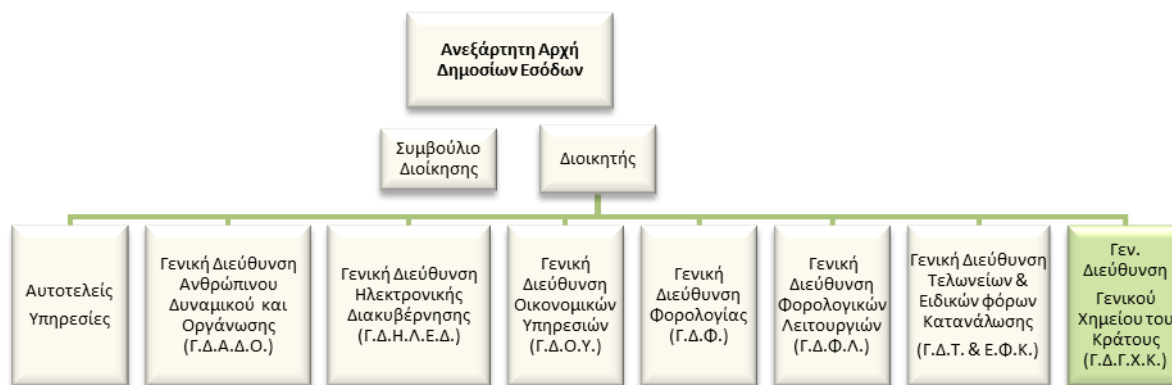 Ανεξάρτητη Αρχή
Δημοσίων Εσόδων
Συμβούλιο
Διοίκησης
Διοικητής
Αυτοτελείς
Υπηρεσίες
Γενική Διεύθυνση
Ανθρώπινου
Δυναμικού και
Οργάνωσης
(Γ.Δ.Α.Δ.Ο.)
Γενική Διεύθυνση
Ηλεκτρονικής
Διακυβέρνησης
(Γ.Δ.Η.Λ.Ε.Δ.)
Γενική
Διεύθυνση
Οικονομικών
Υπηρεσιών
(Γ.Δ.Ο.Υ.)
Γενική
Διεύθυνση
Φορολογίας
(Γ.Δ.Φ.)
Γενική
Διεύθυνση
Φορολογικών
Λειτουργιών
(Γ.Δ.Φ.Λ.)
Γενική Διεύθυνση
Τελωνείων &
Ειδικών φόρων
Κατανάλωσης
(Γ.Δ.Τ. & Ε.Φ.Κ.)
Γεν.
Διεύθυνση
Γενικού
Χημείου του
Κράτους
(Γ.Δ.Γ.Χ.Κ.)